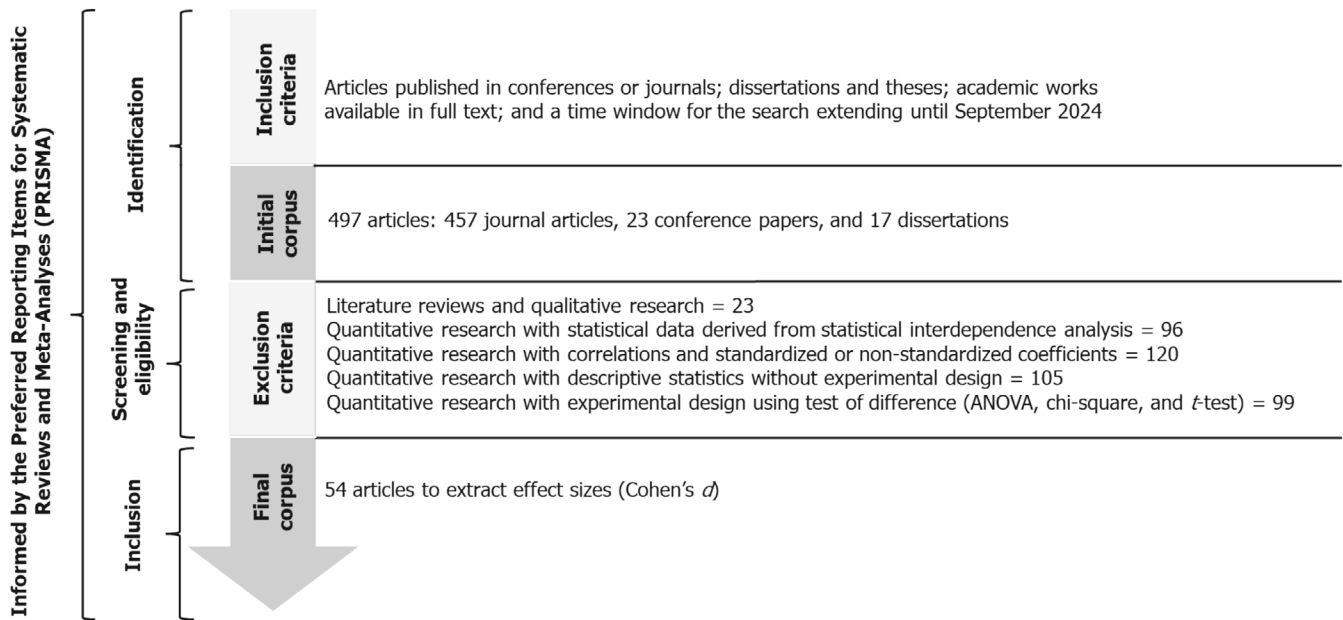 Informed by the Preferred Reporting Items for Systematic
Reviews and Meta-Analyses (PRISMA)
Identification
Inclusion
criteria
Articles published in conferences or journals; dissertations and theses; academic works
available in full text; and a time window for the search extending until September 2024
Initial
corpus
497 articles: 457 journal articles, 23 conference papers, and 17 dissertations
Screening and
eligibility
Exclusion
criteria
Literature reviews and qualitative research = 23
Quantitative research with statistical data derived from statistical interdependence analysis = 96
Quantitative research with correlations and standardized or non-standardized coefficients = 120
Quantitative research with descriptive statistics without experimental design = 105
Quantitative research with experimental design using test of difference (ANOVA, chi-square, and t-test) = 99
Inclusion
Final
corpus
54 articles to extract effect sizes (Cohen's d)